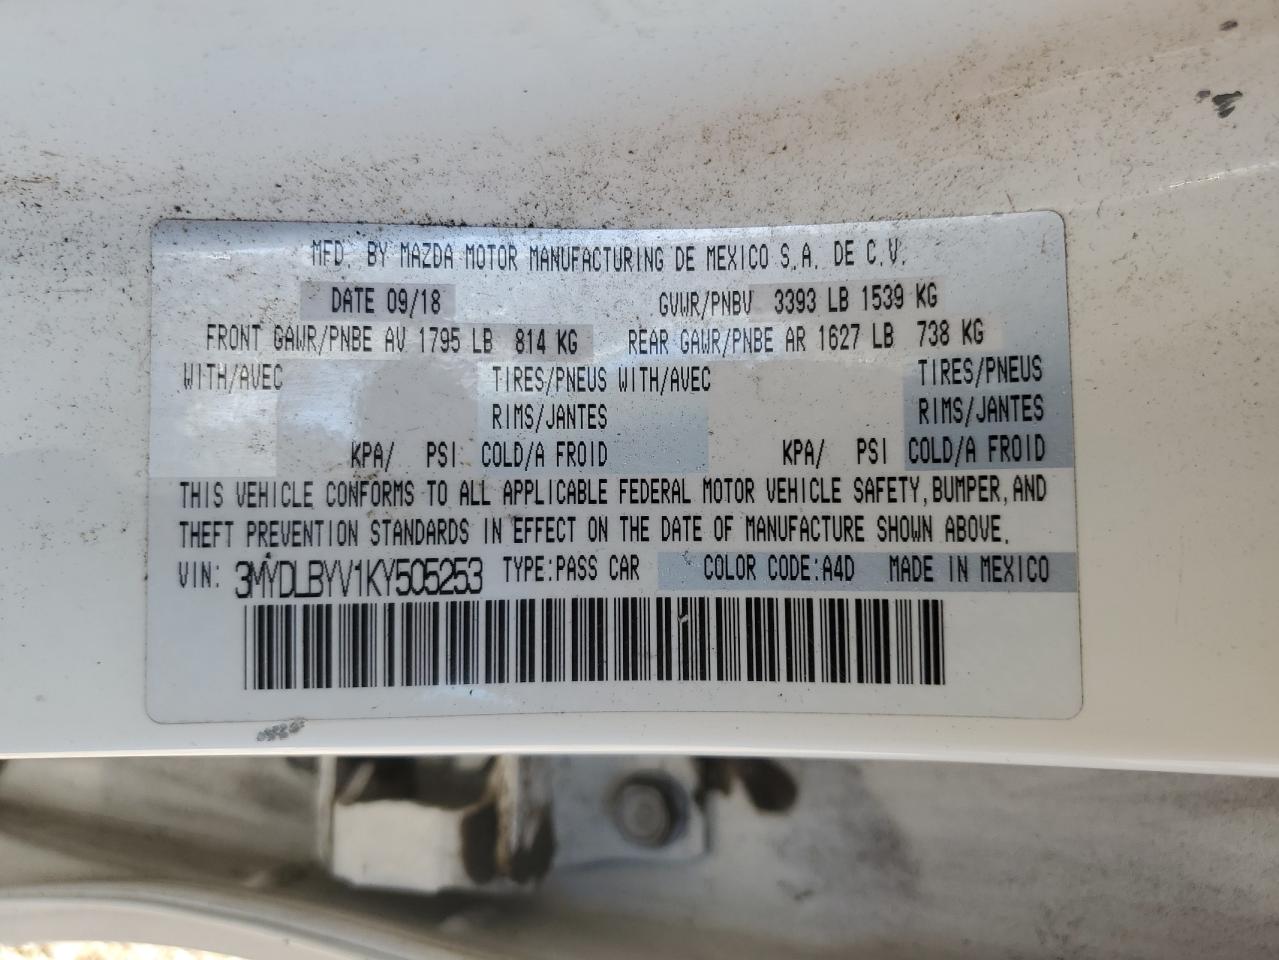 MFD. BY MAZDA MOTOR MANUFACTURING DE MEXICO S.A. DE C.V.
DATE 09/18 GVWR/PNBV 3393 LB 1539 KG
FRONT GAWR/PNBE AV 1795 LB 814 KG REAR GAWR/PNBE AR 1627 LB 738 KG
WITH/AVEC TIRES/PNEUS WITH/AVEC TIRES/PNEUS
RIMS/JANTES RIMS/JANTES
KPA/ PSI COLD/A FROID KPA/ PSI COLD/A FROID
THIS VEHICLE CONFORMS TO ALL APPLICABLE FEDERAL MOTOR VEHICLE SAFETY, BUMPER, AND
THEFT PREVENTION STANDARDS IN EFFECT ON THE DATE OF MANUFACTURE SHOWN ABOVE.
VIN: 3MYDLBYV1KY505253 TYPE:PASS CAR COLOR CODE:A4D MADE IN MEXICO